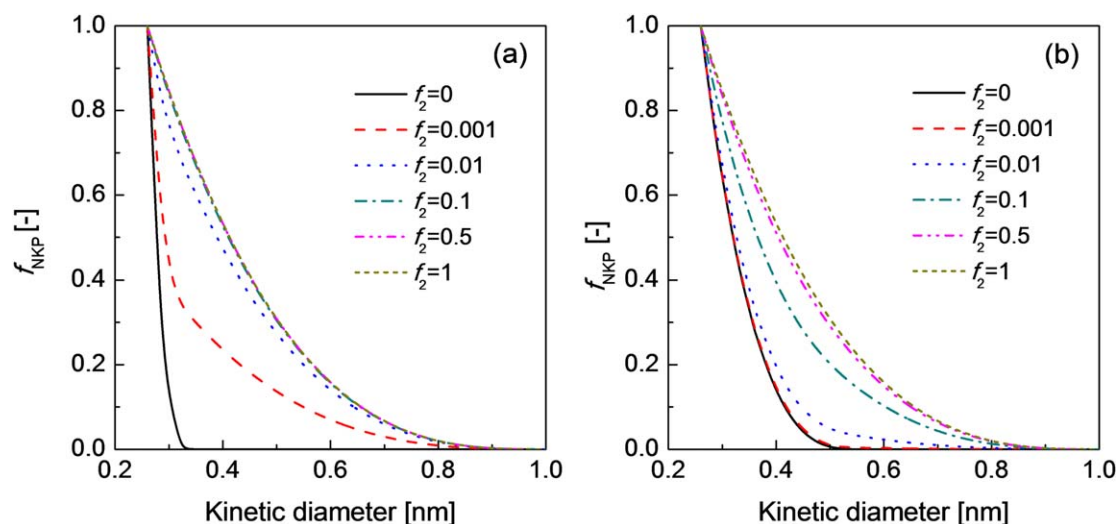 (a)
f2=0
f2=0.001
f2=0.01
f2=0.1
f2=0.5
f2=1
1.0
0.8
0.6
0.4
0.2
0.0
fNKP [-]
0.2 0.4 0.6 0.8 1.0
Kinetic diameter [nm]
(b)
f2=0
f2=0.001
f2=0.01
f2=0.1
f2=0.5
f2=1
1.0
0.8
0.6
0.4
0.2
0.0
fNKP [-]
0.2 0.4 0.6 0.8 1.0
Kinetic diameter [nm]